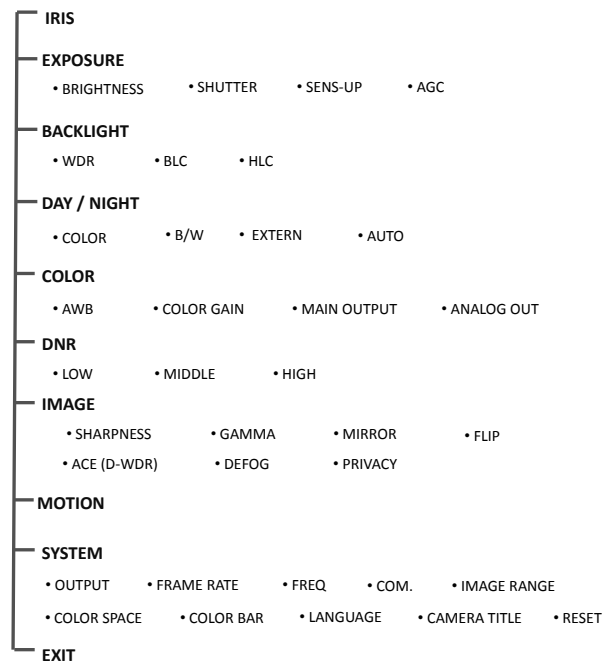 IRIS
EXPOSURE
• BRIGHTNESS • SHUTTER • SENS-UP • AGC
BACKLIGHT
• WDR • BLC • HLC
DAY / NIGHT
• COLOR • B/W • EXTERN • AUTO
COLOR
• AWB • COLOR GAIN • MAIN OUTPUT • ANALOG OUT
DNR
• LOW • MIDDLE • HIGH
IMAGE
• SHARPNESS • GAMMA • MIRROR • FLIP
• ACE (D-WDR) • DEFOG • PRIVACY
MOTION
SYSTEM
• OUTPUT • FRAME RATE • FREQ • COM. • IMAGE RANGE
• COLOR SPACE • COLOR BAR • LANGUAGE • CAMERA TITLE • RESET
EXIT